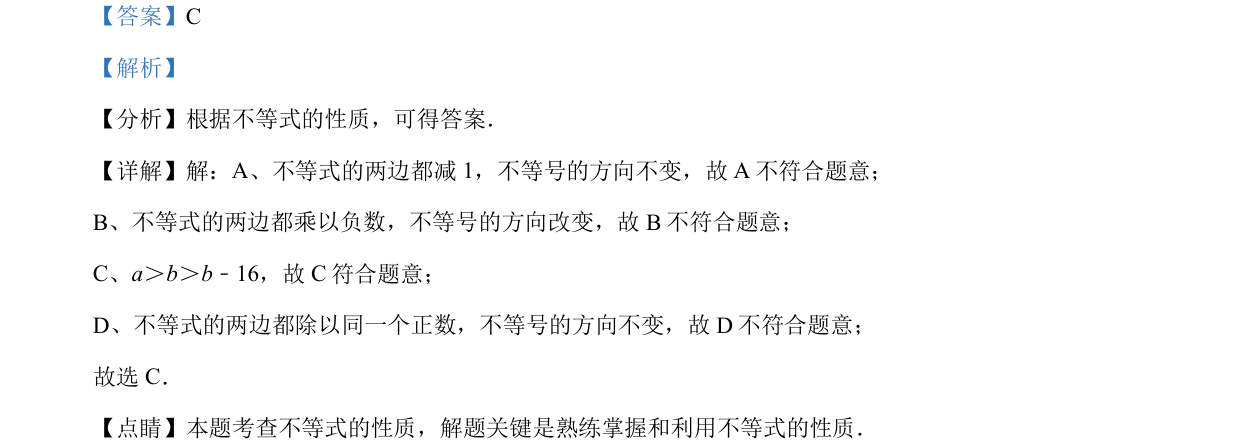 【答案】C
【解析】
【分析】根据不等式的性质，可得答案．
【详解】解：A、不等式的两边都减 1，不等号的方向不变，故 A 不符合题意；
B、不等式的两边都乘以负数，不等号的方向改变，故 B 不符合题意；
C、a＞b＞b﹣16，故 C 符合题意；
D、不等式的两边都除以同一个正数，不等号的方向不变，故 D 不符合题意；
故选 C．
【点睛】本题考查不等式的性质，解题关键是熟练掌握和利用不等式的性质．